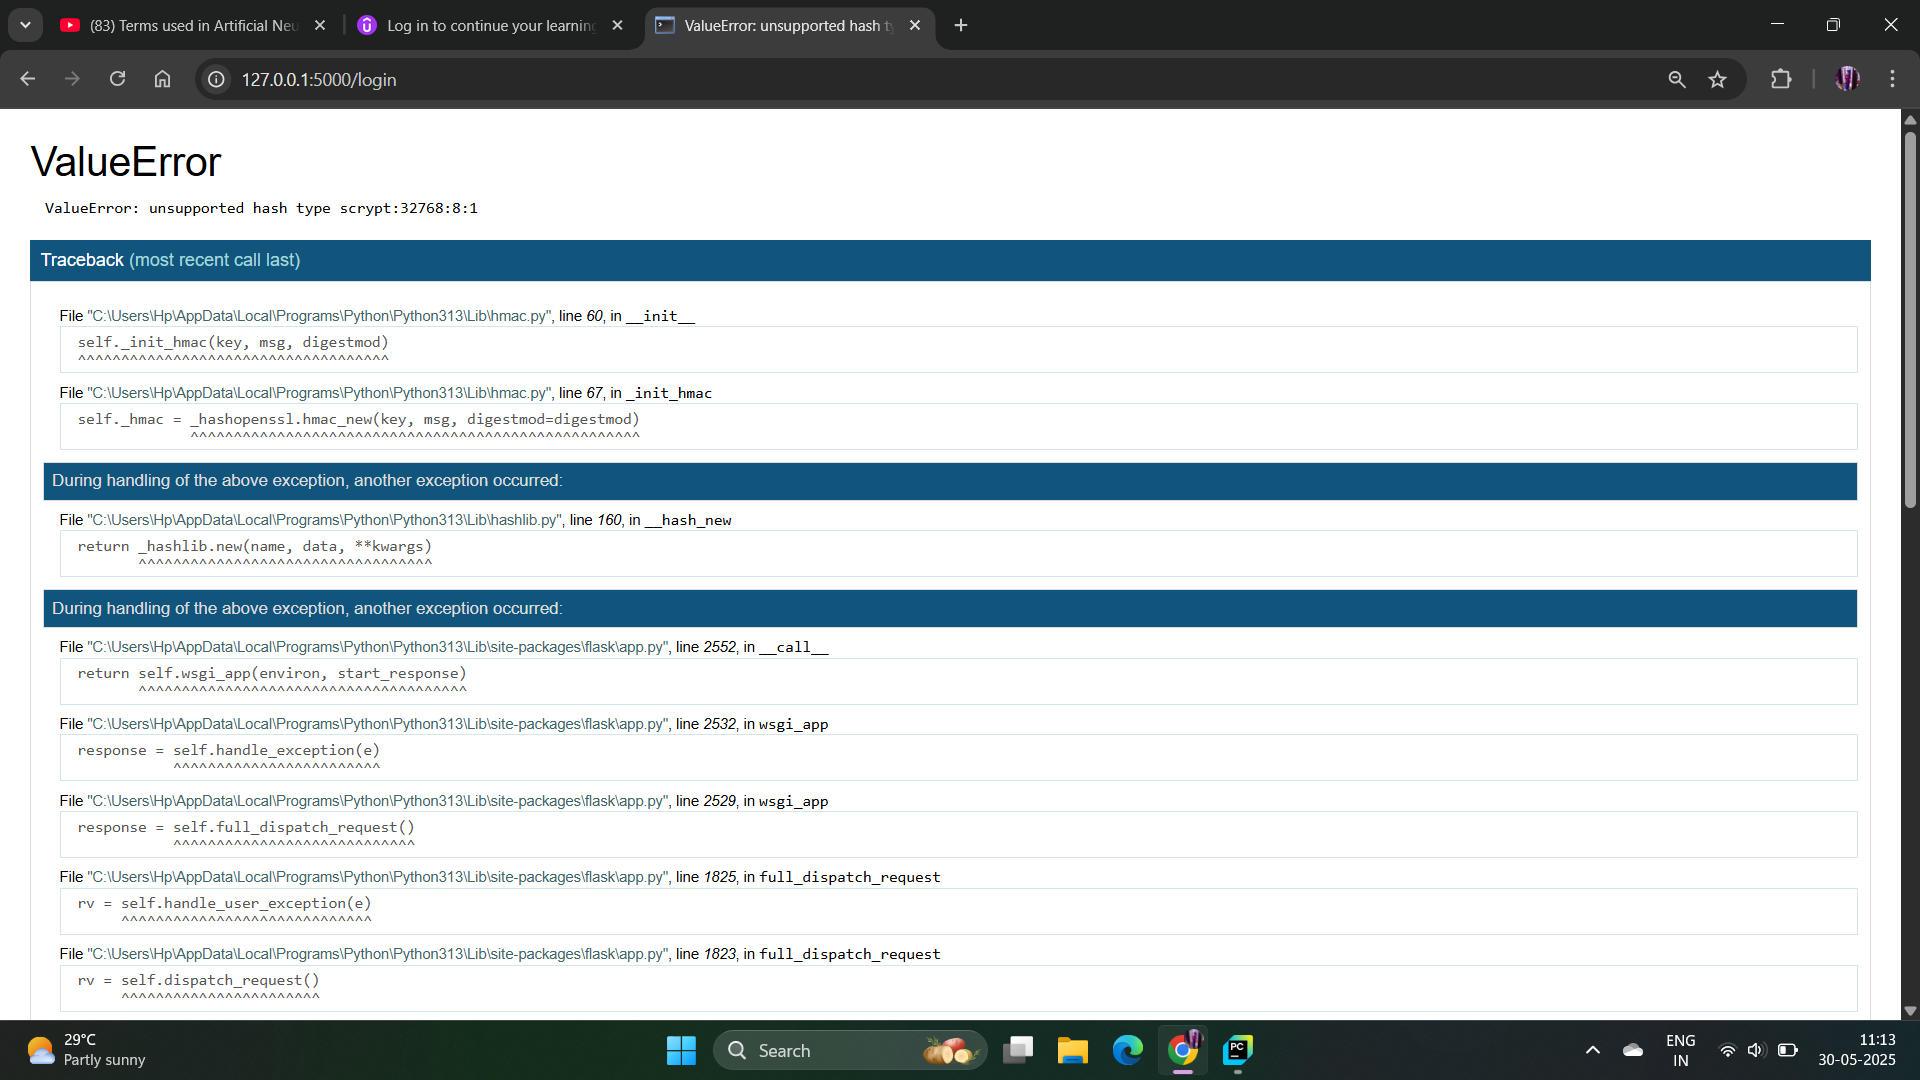 (83) Terms used in Artificial Neu
Log in to continue your learning
ValueError: unsupported hash ty
127.0.0.1:5000/login
ValueError
ValueError: unsupported hash type scrypt:32768:8:1
Traceback (most recent call last)
File "C:\Users\Hp\AppData\Local\Programs\Python\Python313\Lib\hmac.py", line 60, in __init__
self._init_hmac(key, msg, digestmod)
^^^^^^^^^^^^^^^^^^^^^^^^^^^^^^^^^^^^
File "C:\Users\Hp\AppData\Local\Programs\Python\Python313\Lib\hmac.py", line 67, in _init_hmac
self._hmac = _hashopenssl.hmac_new(key, msg, digestmod=digestmod)
^^^^^^^^^^^^^^^^^^^^^^^^^^^^^^^^^^^^^^^^^^^^^^^^^^^^
During handling of the above exception, another exception occurred:
File "C:\Users\Hp\AppData\Local\Programs\Python\Python313\Lib\hashlib.py", line 160, in __hash_new
return _hashlib.new(name, data, **kwargs)
^^^^^^^^^^^^^^^^^^^^^^^^^^^^^^^^^^
During handling of the above exception, another exception occurred:
File "C:\Users\Hp\AppData\Local\Programs\Python\Python313\Lib\site-packages\flask\app.py", line 2552, in __call__
return self.wsgi_app(environ, start_response)
^^^^^^^^^^^^^^^^^^^^^^^^^^^^^^^^^^^^^^
File "C:\Users\Hp\AppData\Local\Programs\Python\Python313\Lib\site-packages\flask\app.py", line 2532, in wsgi_app
response = self.handle_exception(e)
^^^^^^^^^^^^^^^^^^^^^^^^
File "C:\Users\Hp\AppData\Local\Programs\Python\Python313\Lib\site-packages\flask\app.py", line 2529, in wsgi_app
response = self.full_dispatch_request()
^^^^^^^^^^^^^^^^^^^^^^^^^^^^
File "C:\Users\Hp\AppData\Local\Programs\Python\Python313\Lib\site-packages\flask\app.py", line 1825, in full_dispatch_request
rv = self.handle_user_exception(e)
^^^^^^^^^^^^^^^^^^^^^^^^^^^^^
File "C:\Users\Hp\AppData\Local\Programs\Python\Python313\Lib\site-packages\flask\app.py", line 1823, in full_dispatch_request
rv = self.dispatch_request()
^^^^^^^^^^^^^^^^^^^^^^^
29°C
Partly sunny
Search
PC
ENG
IN
11:13
30-05-2025